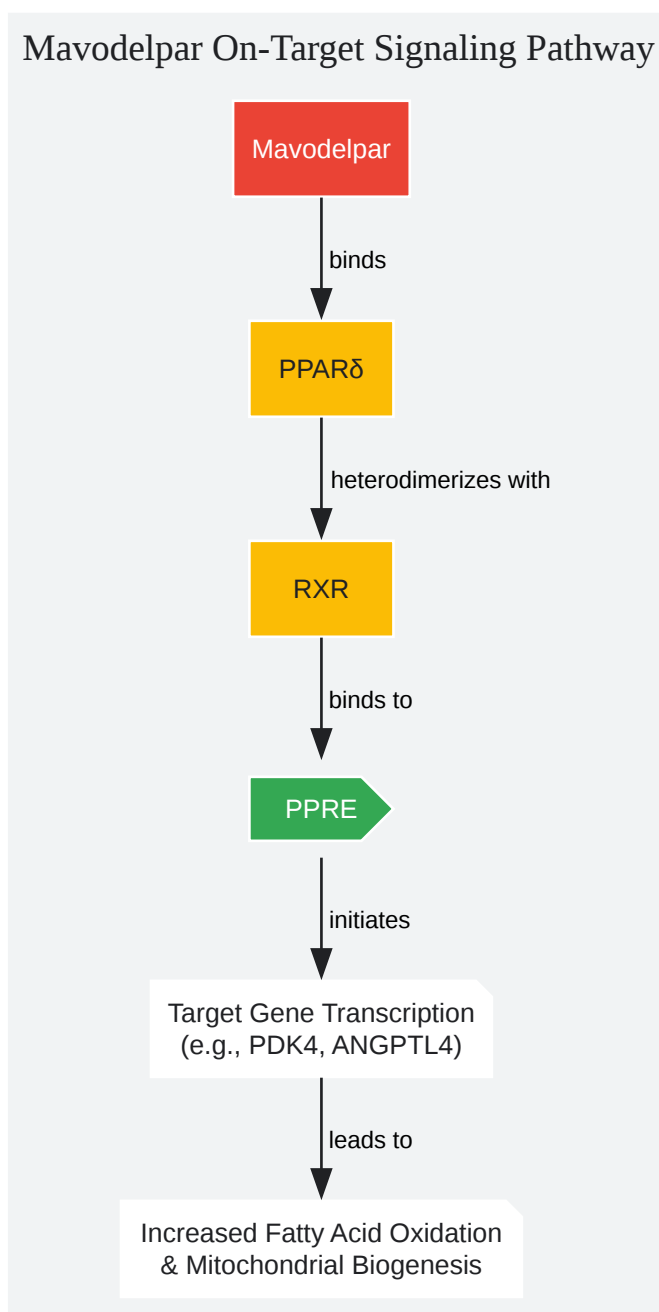 Mavodelpar On-Target Signaling Pathway
Mavodelpar
binds
PPARδ
heterodimerizes with
RXR
binds to
PPRE
initiates
Target Gene Transcription
(e.g., PDK4, ANGPTL4)
leads to
Increased Fatty Acid Oxidation
& Mitochondrial Biogenesis